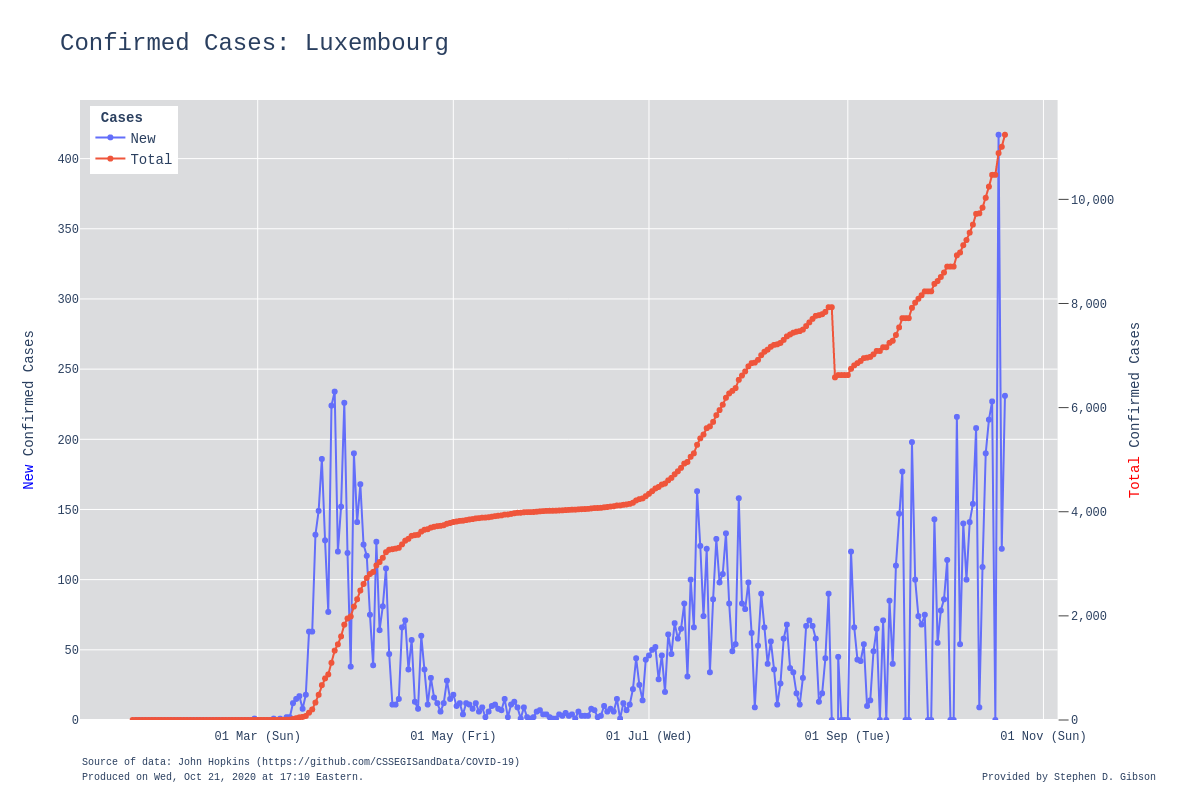 Confirmed Cases: Luxembourg
Cases
New
Total
400
350
300
250
200
150
100
50
0
10,000
8,000
6,000
4,000
2,000
0
New Confirmed Cases
Total Confirmed Cases
01 Mar (Sun)
01 May (Fri)
01 Jul (Wed)
01 Sep (Tue)
01 Nov (Sun)
Source of data: John Hopkins (https://github.com/CSSEGISandData/COVID-19)
Produced on Wed, Oct 21, 2020 at 17:10 Eastern.
Provided by Stephen D. Gibson